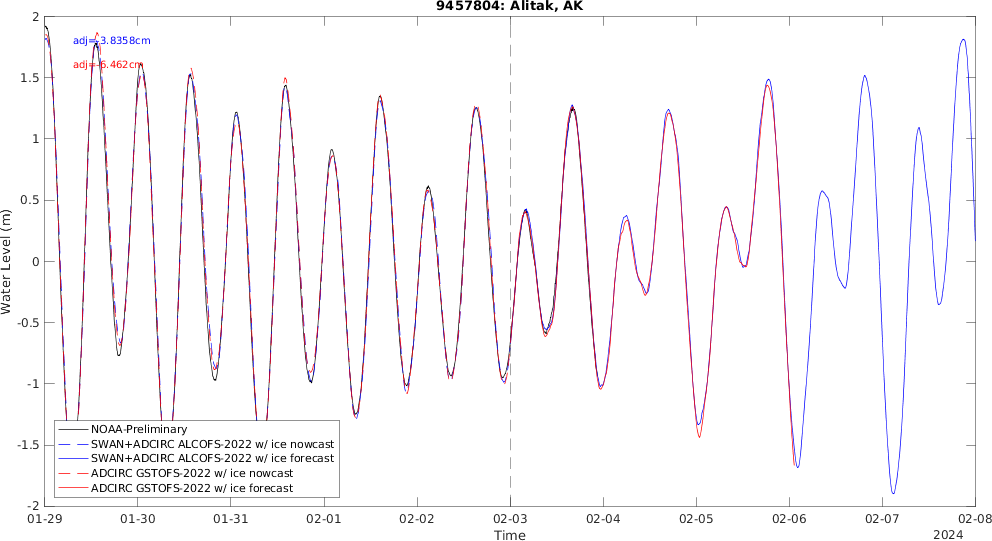 9457804: Alitak, AK
2
1.5
1
0.5
0
-0.5
-1
-1.5
-2
Water Level (m)
adj=-3.8358cm
adj=-6.462cm
NOAA-Preliminary
SWAN+ADCIRC ALCOFS-2022 w/ ice nowcast
SWAN+ADCIRC ALCOFS-2022 w/ ice forecast
ADCIRC GSTOFS-2022 w/ ice nowcast
ADCIRC GSTOFS-2022 w/ ice forecast
01-29 01-30 01-31 02-01 02-02 02-03 02-04 02-05 02-06 02-07 02-08
Time
2024